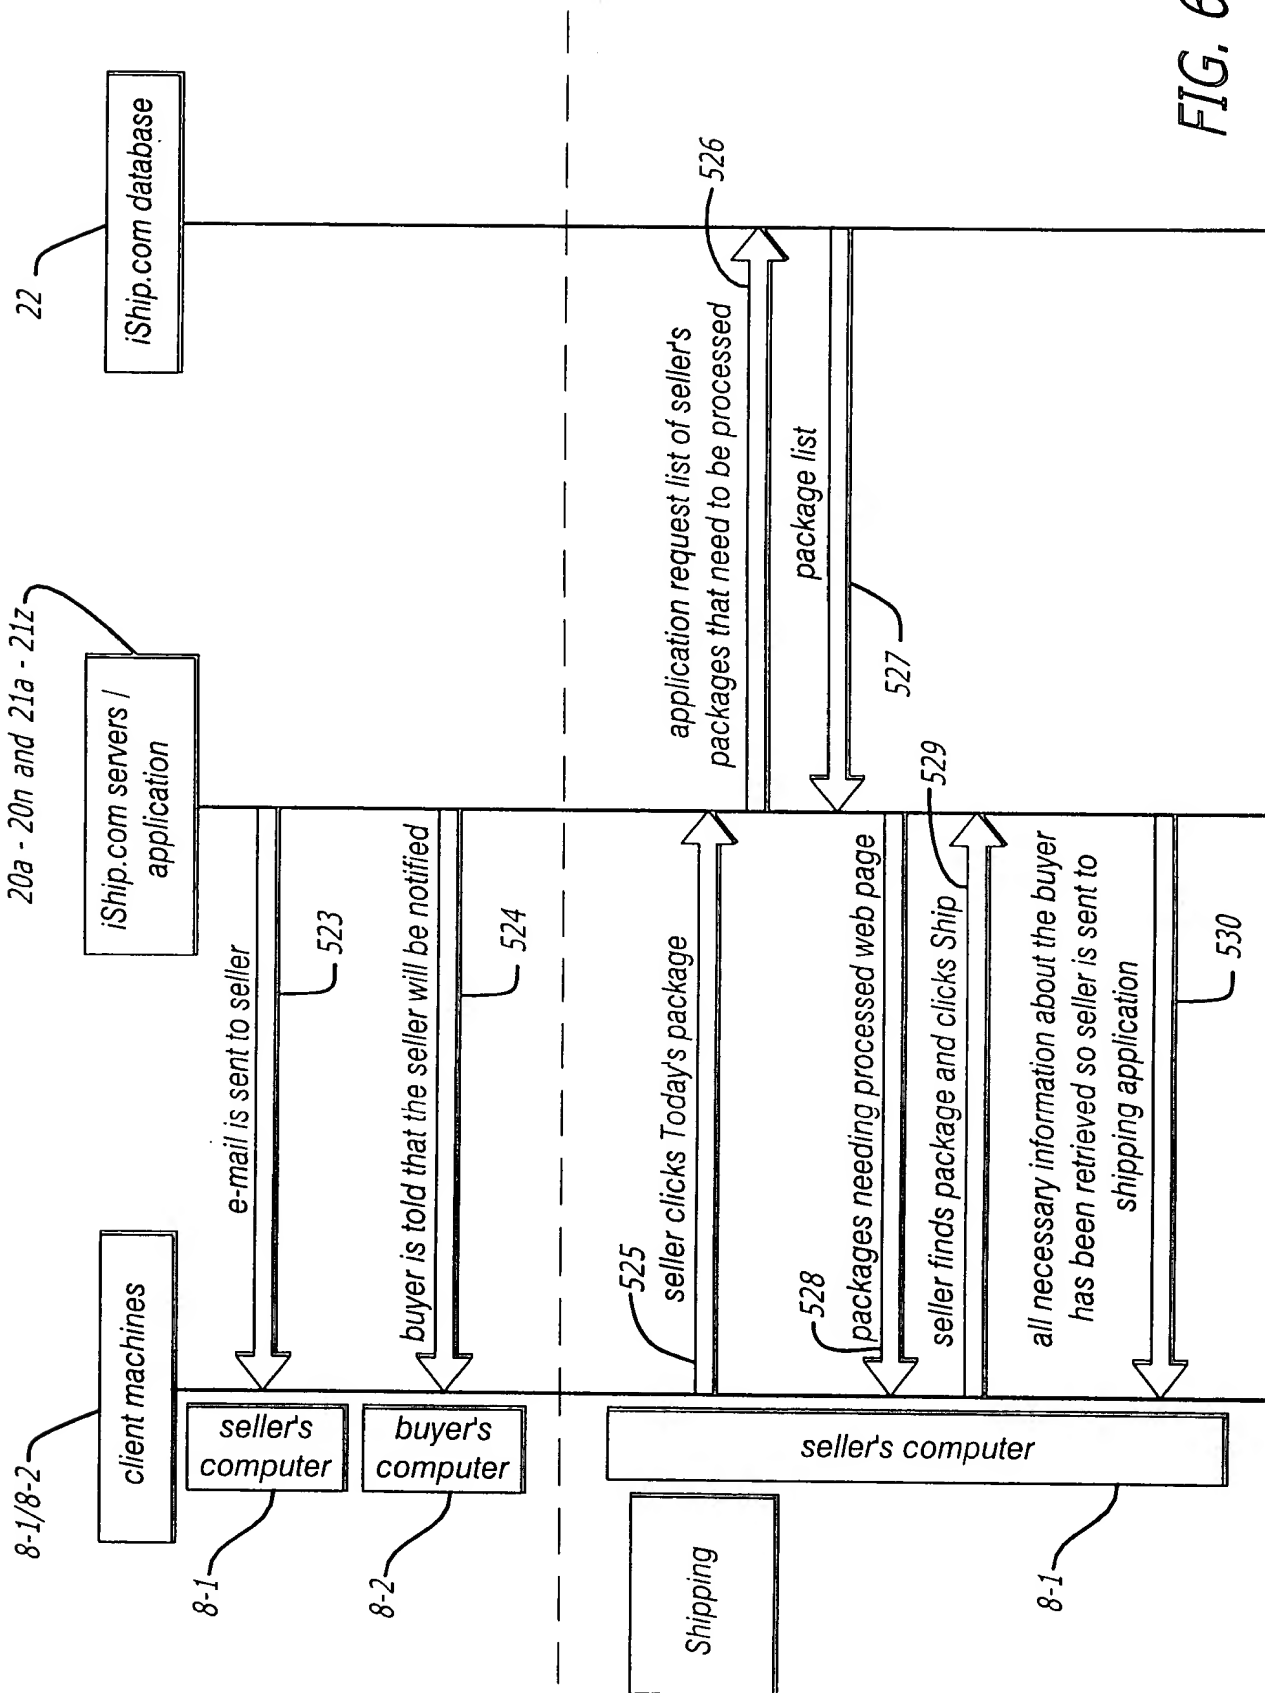 8-1/8-2
20a - 20n and 21a - 21z
22
client machines
iShip.com servers /
application
iShip.com database
8-1
seller's
computer
e-mail is sent to seller
523
8-2
buyer's
computer
buyer is told that the seller will be notified
524
Shipping
seller's computer
8-1
525
seller clicks Today's package
application request list of seller's
packages that need to be processed
526
package list
527
528
packages needing processed web page
seller finds package and clicks Ship
529
all necessary information about the buyer
has been retrieved so seller is sent to
shipping application
530
FIG. 6